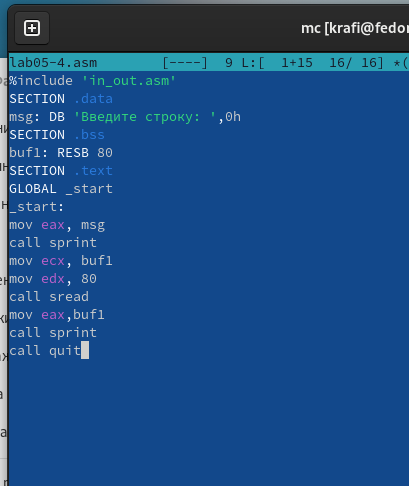 mc [krafi@fedor
lab05-4.asm [----] 9 L:[ 1+15 16/ 16] *(
%include 'in_out.asm'
SECTION .data
msg: DB 'Введите строку: ',0h
SECTION .bss
buf1: RESB 80
SECTION .text
GLOBAL _start
_start:
mov eax, msg
call sprint
mov ecx, buf1
mov edx, 80
call sread
mov eax,buf1
call sprint
call quit